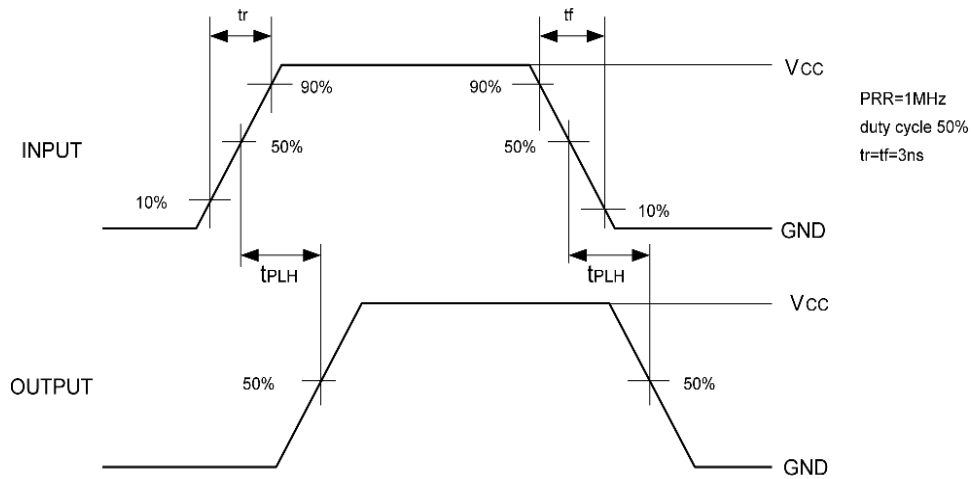 tr
tf
VCC
90%
90%
PRR=1MHz
duty cycle 50%
tr=tf=3ns
INPUT
50%
50%
10%
10%
GND
tPLH
tPLH
VCC
OUTPUT
50%
50%
GND